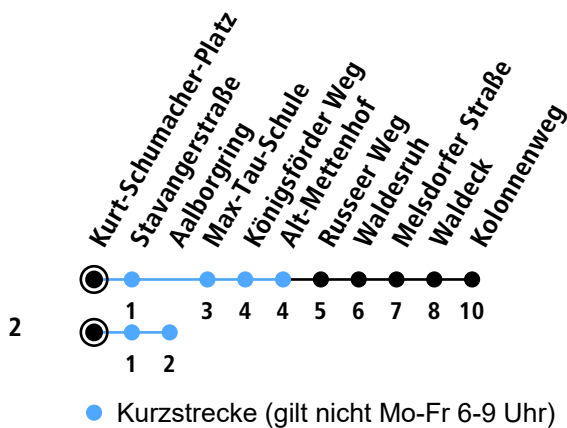 Kurt-Schumacher-Platz
Stavangerstraße
Aalborgring
Max-Tau-Schule
Königsförder Weg
Alt-Mettenhof
Russeer Weg
Waldesruh
Melsdorfer Straße
Waldeck
Kolonnenweg
1 3 4 4 5 6 7 8 10
2
1 2
Kurzstrecke (gilt nicht Mo-Fr 6-9 Uhr)